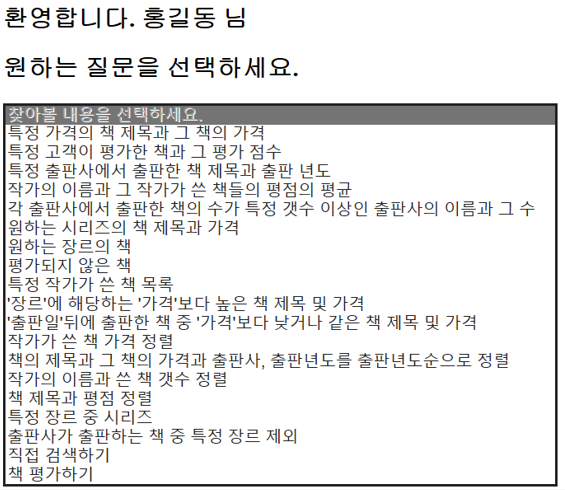 환영합니다. 홍길동 님
원하는 질문을 선택하세요.
찾아볼 내용을 선택하세요.
특정 가격의 책 제목과 그 책의 가격
특정 고객이 평가한 책과 그 평가 점수
특정 출판사에서 출판한 책 제목과 출판 년도
작가의 이름과 그 작가가 쓴 책들의 평점의 평균
각 출판사에서 출판한 책의 수가 특정 갯수 이상인 출판사의 이름과 그 수
원하는 시리즈의 책 제목과 가격
원하는 장르의 책
평가되지 않은 책
특정 작가가 쓴 책 목록
'장르'에 해당하는 '가격'보다 높은 책 제목 및 가격
'출판일'뒤에 출판한 책 중 '가격'보다 낮거나 같은 책 제목 및 가격
작가가 쓴 책 가격 정렬
책의 제목과 그 책의 가격과 출판사, 출판년도를 출판년도순으로 정렬
작가의 이름과 쓴 책 갯수 정렬
책 제목과 평점 정렬
특정 장르 중 시리즈
출판사가 출판하는 책 중 특정 장르 제외
직접 검색하기
책 평가하기